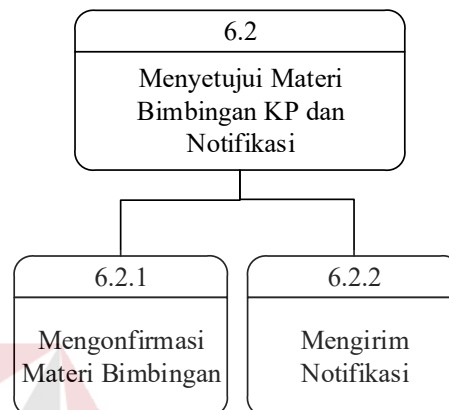 6.2
Menyetujui Materi
Bimbingan KP dan
Notifikasi
6.2.1
Mengonfirmasi
Materi Bimbingan
6.2.2
Mengirim
Notifikasi